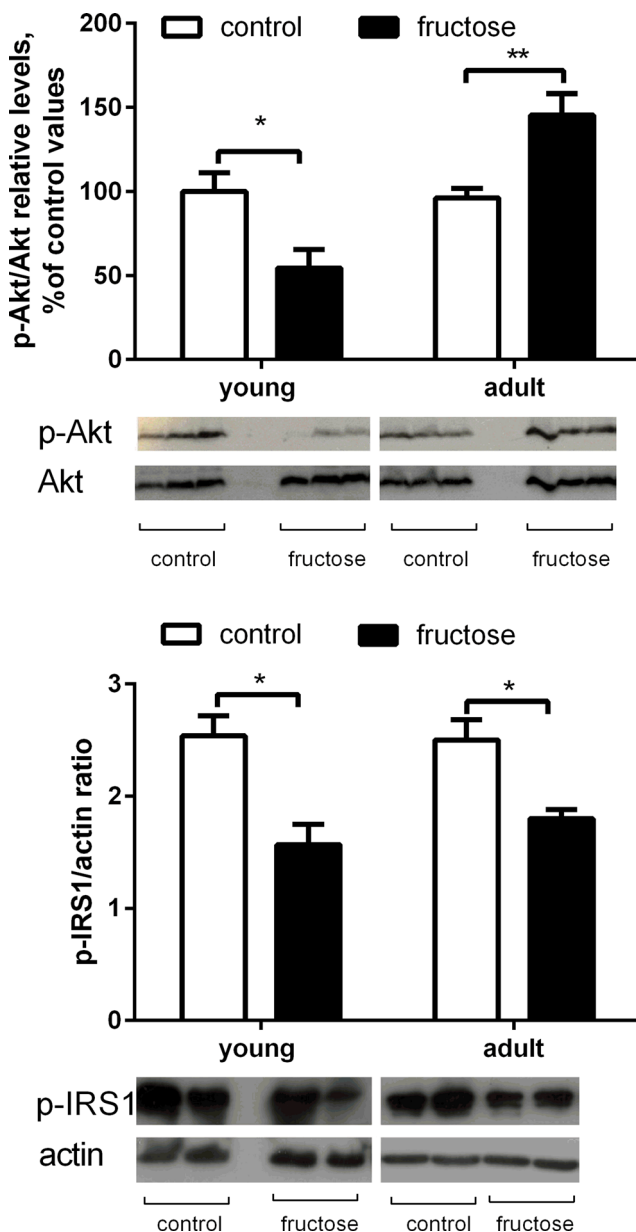 control fructose
p-Akt/Akt relative levels,
%of control values
200
150
100
50
0
*
**
young adult
p-Akt
Akt
control fructose control fructose
control fructose
p-IRS1/actin ratio
3
2
1
0
*
*
young adult
p-IRS1
actin
control fructose control fructose